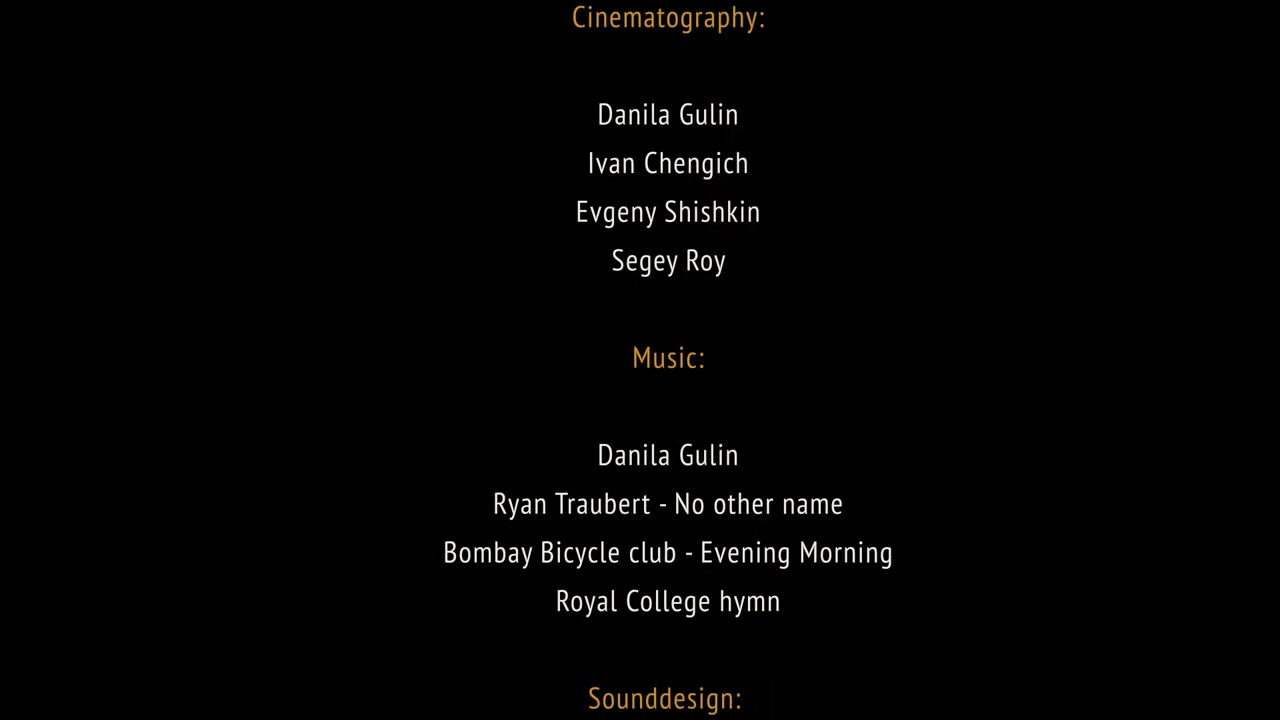 Cinematography:
Danila Gulin
Ivan Chengich
Evgeny Shishkin
Segey Roy
Music:
Danila Gulin
Ryan Traubert - No other name
Bombay Bicycle club - Evening Morning
Royal College hymn
Sounddesign: